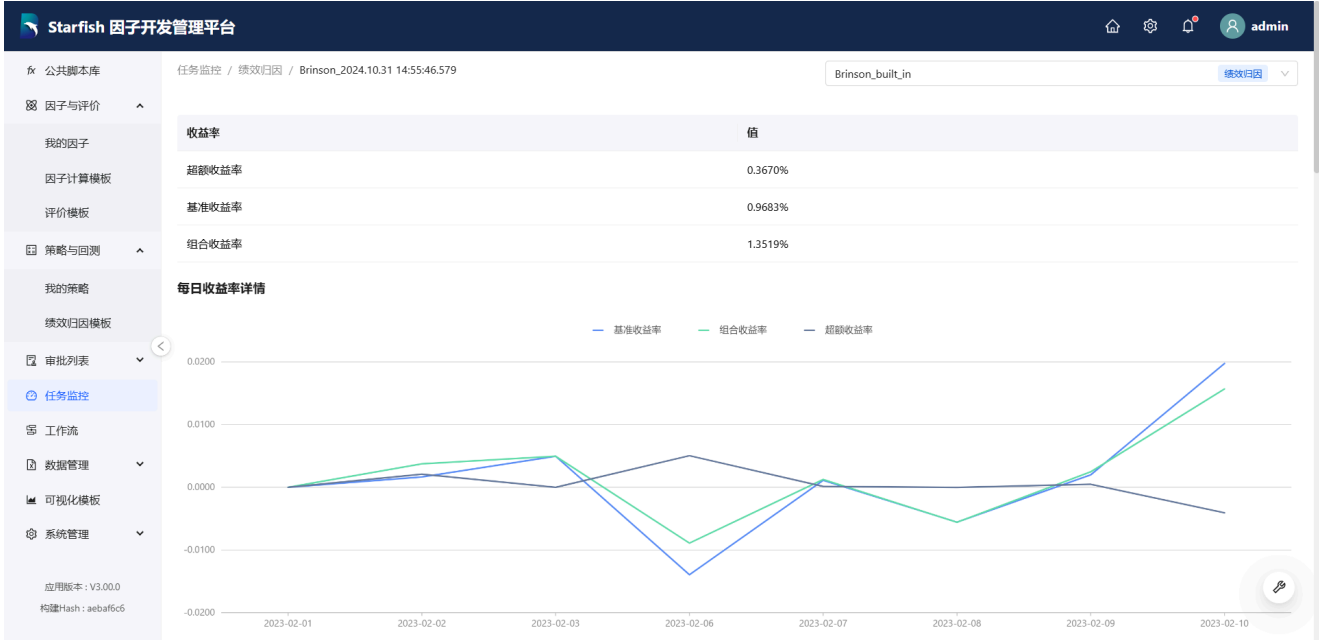 Starfish 因子开发管理平台
admin
fx 公共脚本库
因子与评价
我的因子
因子计算模板
评价模板
策略与回测
我的策略
绩效归因模板
审批列表
任务监控
工作流
数据管理
可视化模板
系统管理
应用版本 : V3.00.0
构建Hash : aebaf6c6
任务监控 / 绩效归因 / Brinson_2024.10.31 14:55:46.579
Brinson_built_in 绩效归因
收益率 值
超额收益率 0.3670%
基准收益率 0.9683%
组合收益率 1.3519%
每日收益率详情
基准收益率 组合收益率 超额收益率
0.0200
0.0100
0.0000
-0.0100
-0.0200
2023-02-01 2023-02-02 2023-02-03 2023-02-06 2023-02-07 2023-02-08 2023-02-09 2023-02-10